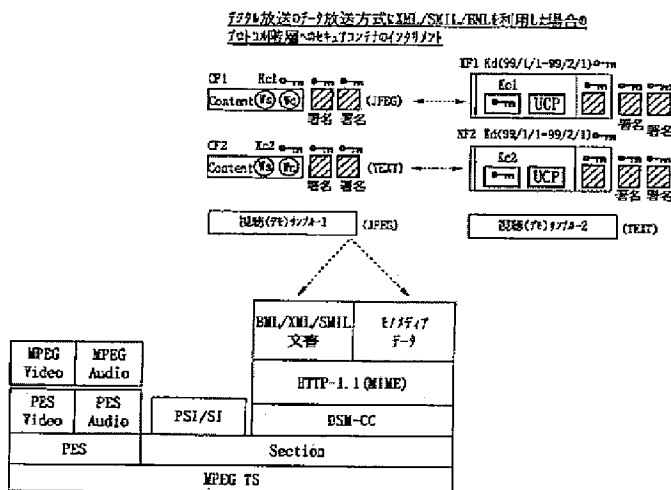 デジタル放送のデータ放送方式にXML/SMIL/BMLを利用した場合の
プロトコル階層へのセキュアコンテナのインプリメント
CF1 Kc1
Content Ws Wc (JPEG)
署名 署名
KF1 Kd(99/1/1-99/2/1)
Kc1
UCP
署名 署名
CF2 Kc2
Content Ws Wc (TEXT)
署名 署名
KF2 Kd(99/1/1-99/2/1)
Kc2
UCP
署名 署名
視聴(デモ)サンプル-1 (JPEG)
視聴(デモ)サンプル-2 (TEXT)
BML/XML/SMIL
文書
モノメディア
データ
MPEG Video
MPEG Audio
HTTP-1.1(MIME)
PES Video
PES Audio
PSI/SI
DSM-CC
PES
Section
MPEG TS